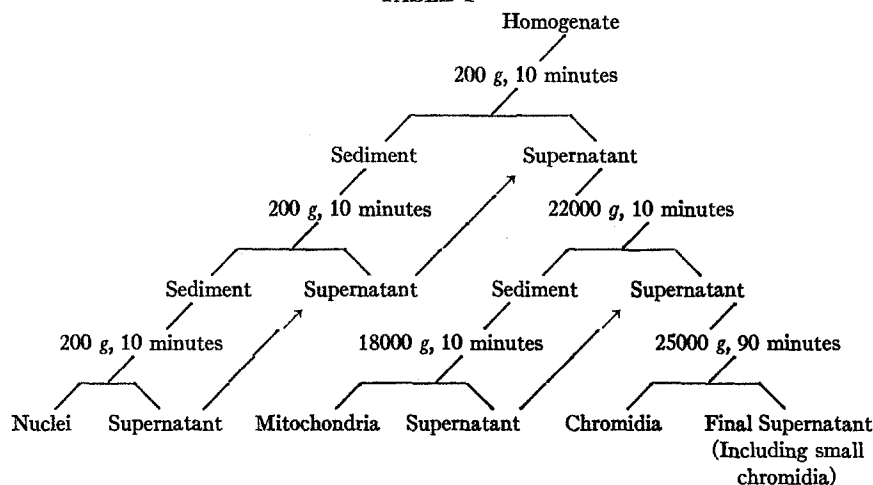 Homogenate
200 g, 10 minutes
Sediment Supernatant
200 g, 10 minutes 22000 g, 10 minutes
Sediment Supernatant Sediment Supernatant
200 g, 10 minutes 18000 g, 10 minutes 25000 g, 90 minutes
Nuclei Supernatant Mitochondria Supernatant Chromidia Final Supernatant
(Including small
chromidia)